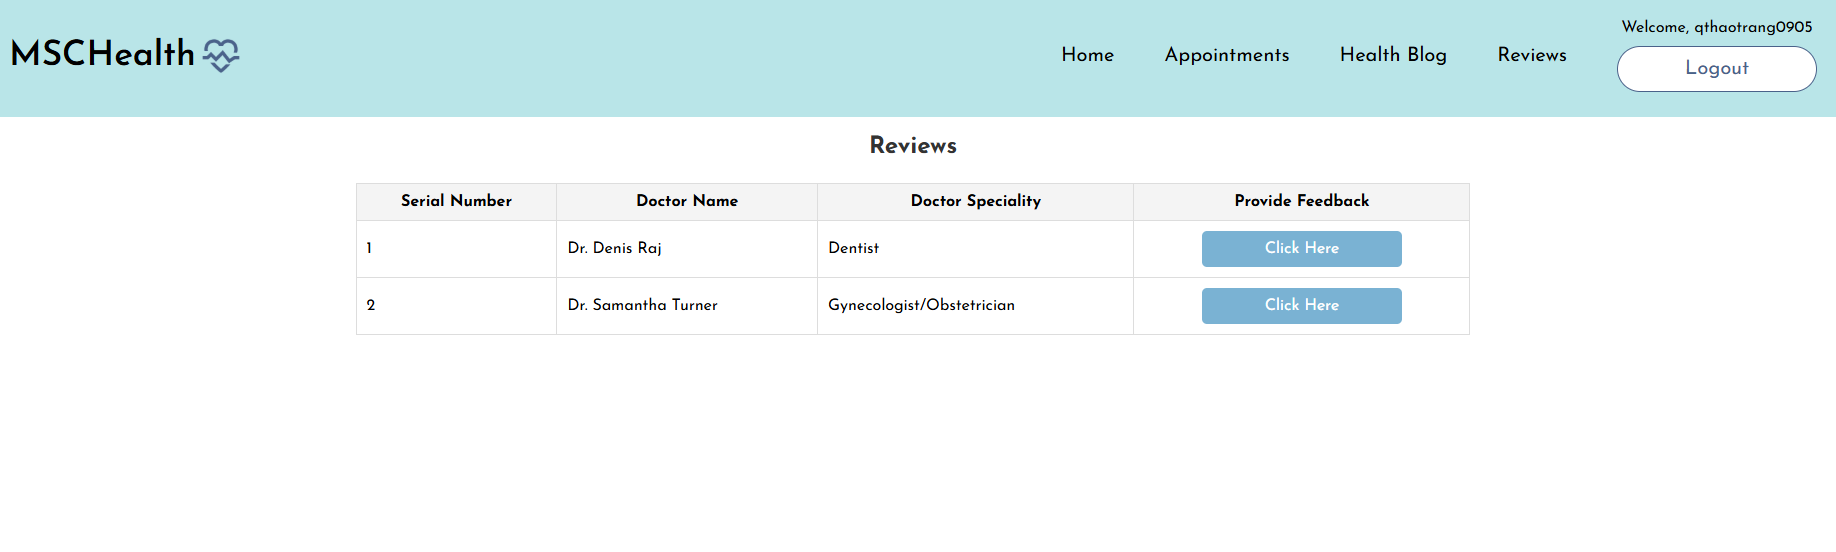 MSCHealth
Home Appointments Health Blog Reviews
Welcome, qthaotrang0905
Logout
Reviews
Serial Number Doctor Name Doctor Speciality Provide Feedback
1 Dr. Denis Raj Dentist Click Here
2 Dr. Samantha Turner Gynecologist/Obstetrician Click Here